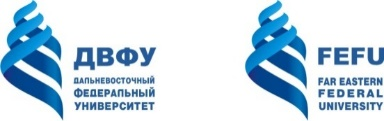 ДВФУ
ДАЛЬНЕВОСТОЧНЫЙ
ФЕДЕРАЛЬНЫЙ
УНИВЕРСИТЕТ
FEFU
FAR EASTERN
FEDERAL
UNIVERSITY